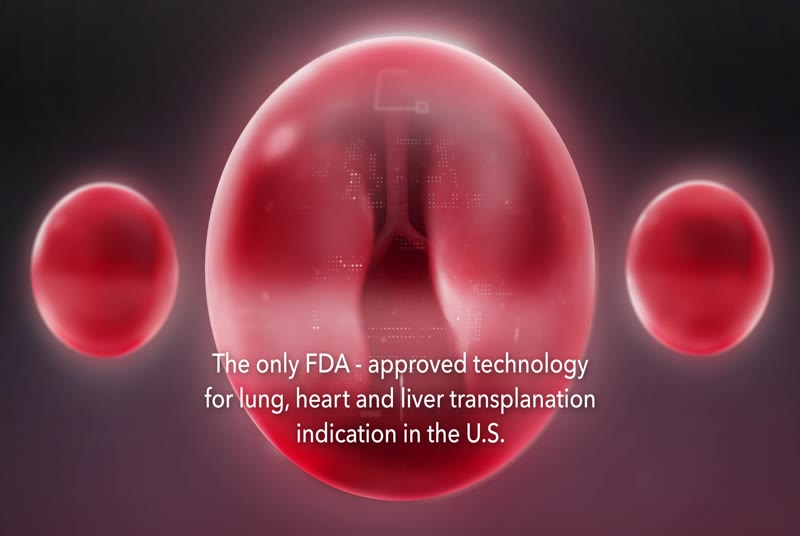 The only FDA - approved technology
for lung, heart and liver transplanation
indication in the U.S.